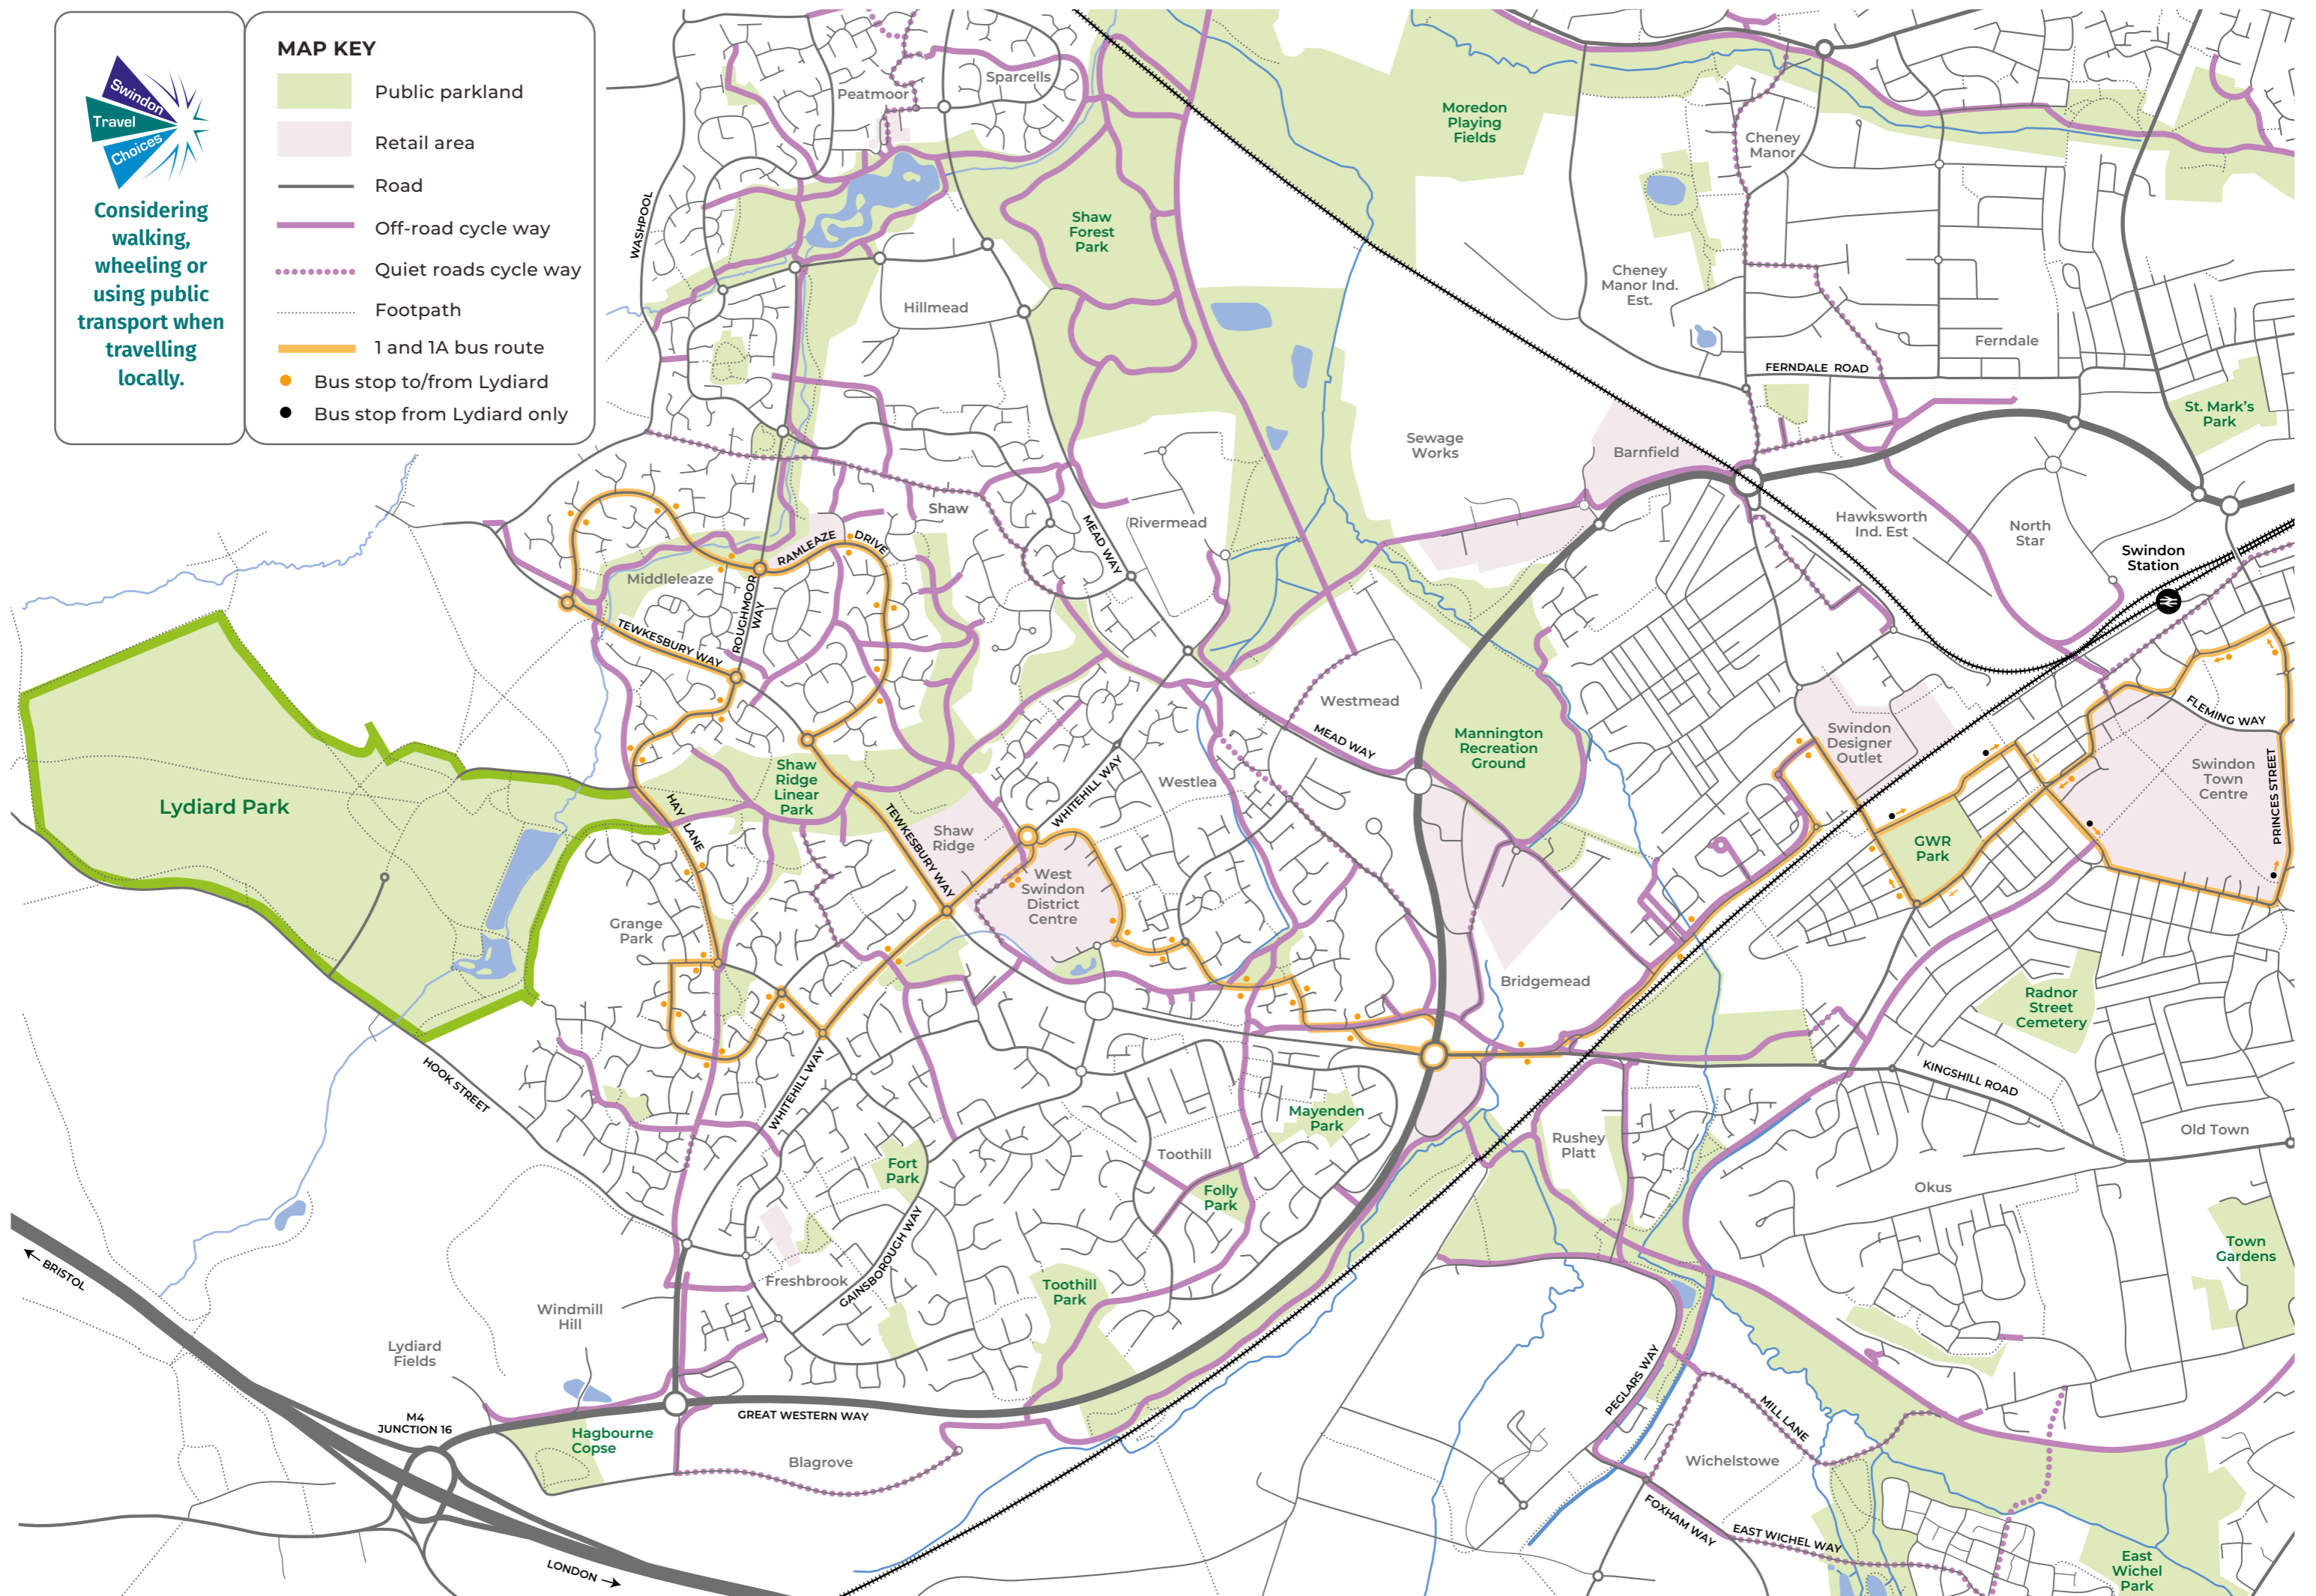 Swindon
Travel
Choices
Considering
walking,
wheeling or
using public
transport when
travelling
locally.
MAP KEY
Public parkland
Retail area
Road
Off-road cycle way
Quiet roads cycle way
Footpath
1 and 1A bus route
Bus stop to/from Lydiard
Bus stop from Lydiard only
Sparcells
Peatmoor
WASHPOOL
Shaw
Forest
Park
Hillmead
Moredon
Playing
Fields
Cheney
Manor
Cheney
Manor Ind.
Est.
Ferndale
FERNDALE ROAD
St. Mark's
Park
Sewage
Works
Barnfield
Shaw
MEAD WAY
Rivermead
Hawksworth
Ind. Est
North
Star
Swindon
Station
RAMLEAZE
DRIVE
Middleleaze
ROUGHMOOR
WAY
TEWKESBURY WAY
Westmead
MEAD WAY
Mannington
Recreation
Ground
Swindon
Designer
Outlet
FLEMING WAY
Swindon
Town
Centre
PRINCES STREET
Lydiard Park
Shaw
Ridge
Linear
Park
HAY LANE
TEWKESBURY WAY
Shaw
Ridge
WHITEHILL WAY
Westlea
West
Swindon
District
Centre
GWR
Park
Grange
Park
Bridgemead
Radnor
Street
Cemetery
HOOK STREET
WHITEHILL WAY
KINGSHILL ROAD
Old Town
Mayenden
Park
Rushey
Platt
Toothill
Fort
Park
Folly
Park
Okus
Town
Gardens
BRISTOL
Freshbrook
GAINSBOROUGH WAY
Toothill
Park
Windmill
Hill
Lydiard
Fields
M4
JUNCTION 16
Hagbourne
Copse
GREAT WESTERN WAY
Blagrove
PEGLARS WAY
MILL LANE
Wichelstowe
FOXHAM WAY
EAST WICHEL WAY
East
Wichel
Park
LONDON